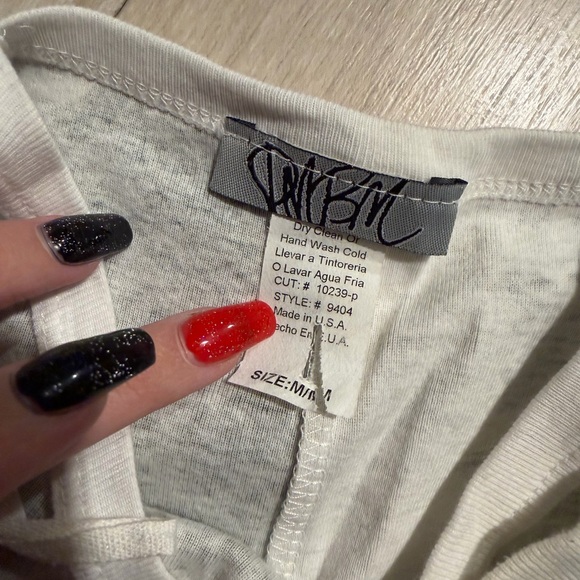 Dry Clean Or
Hand Wash Cold
Llevar a Tintoreria
O Lavar Agua Fria
CUT: # 10239-p
STYLE: # 9404
Made in U.S.A.
echo En E.U.A.
SIZE:M/M